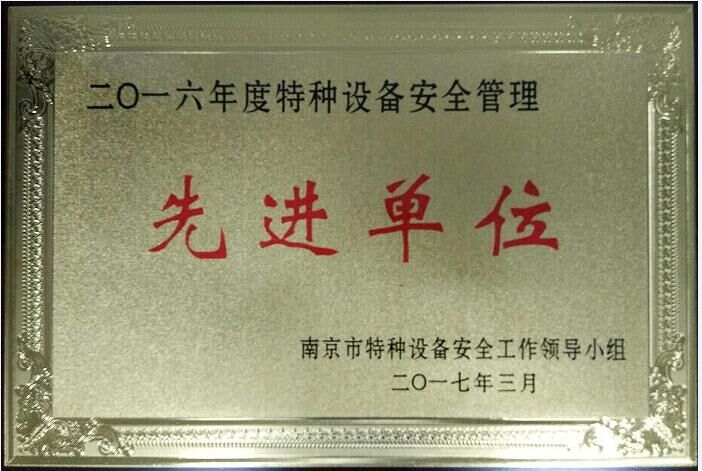 二〇一六年度特种设备安全管理
先进单位
南京市特种设备安全工作领导小组
二〇一七年三月